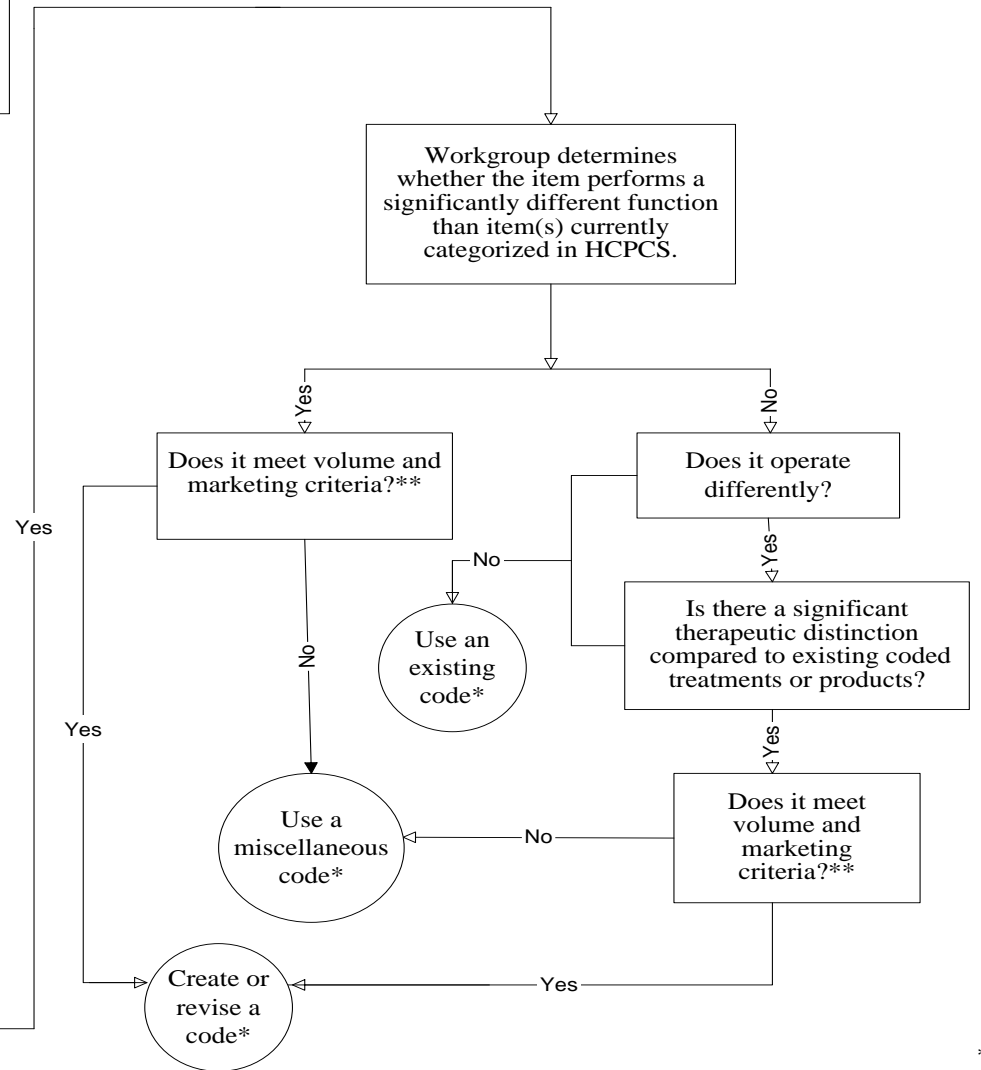 Workgroup determines
whether the item performs a
significantly different function
than item(s) currently
categorized in HCPCS.
Yes
No
Does it meet volume and
marketing criteria?**
Does it operate
differently?
Yes
No
Yes
Is there a significant
therapeutic distinction
compared to existing coded
treatments or products?
Use an
existing
code*
No
Yes
Yes
Does it meet
volume and
marketing
criteria?**
Use a
miscellaneous
code*
No
Create or
revise a
code*
Yes